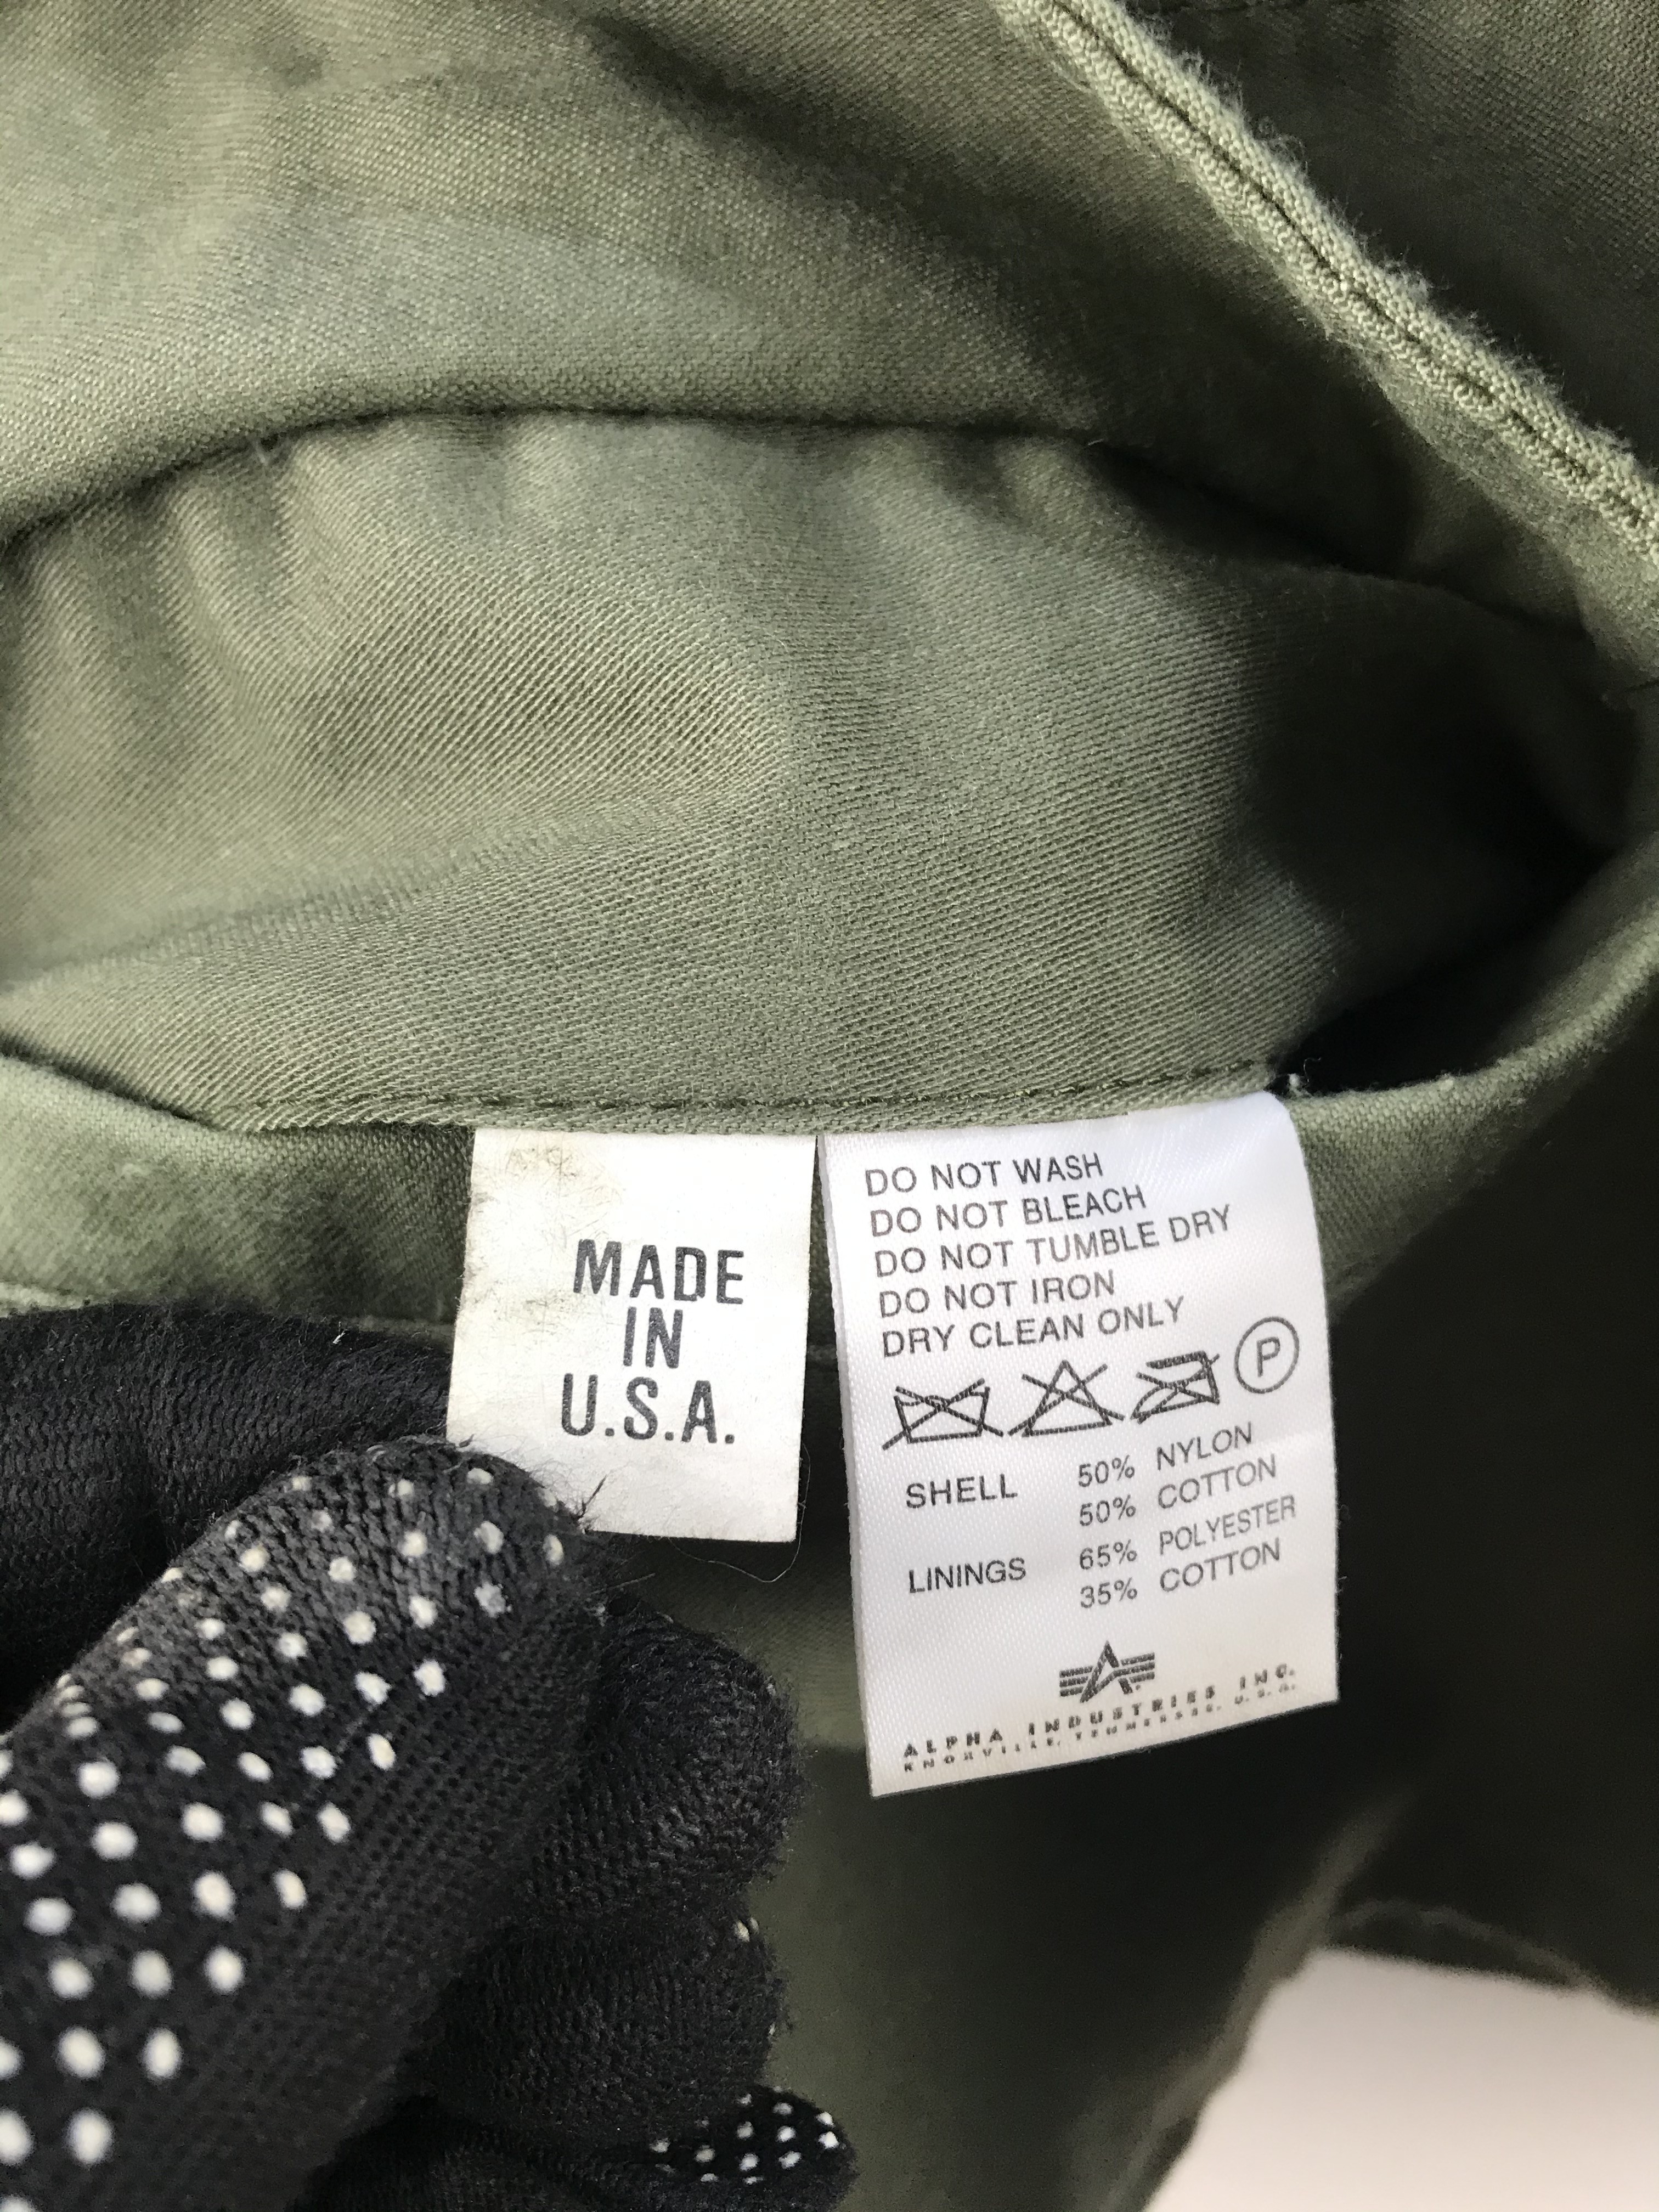 MADE
IN
U.S.A.
DO NOT WASH
DO NOT BLEACH
DO NOT TUMBLE DRY
DO NOT IRON
DRY CLEAN ONLY
P
SHELL 50% NYLON
50% COTTON
LININGS 65% POLYESTER
35% COTTON
ALPHA INDUSTRIES INC.
KNOXVILLE, TENNESSEE, U.S.A.